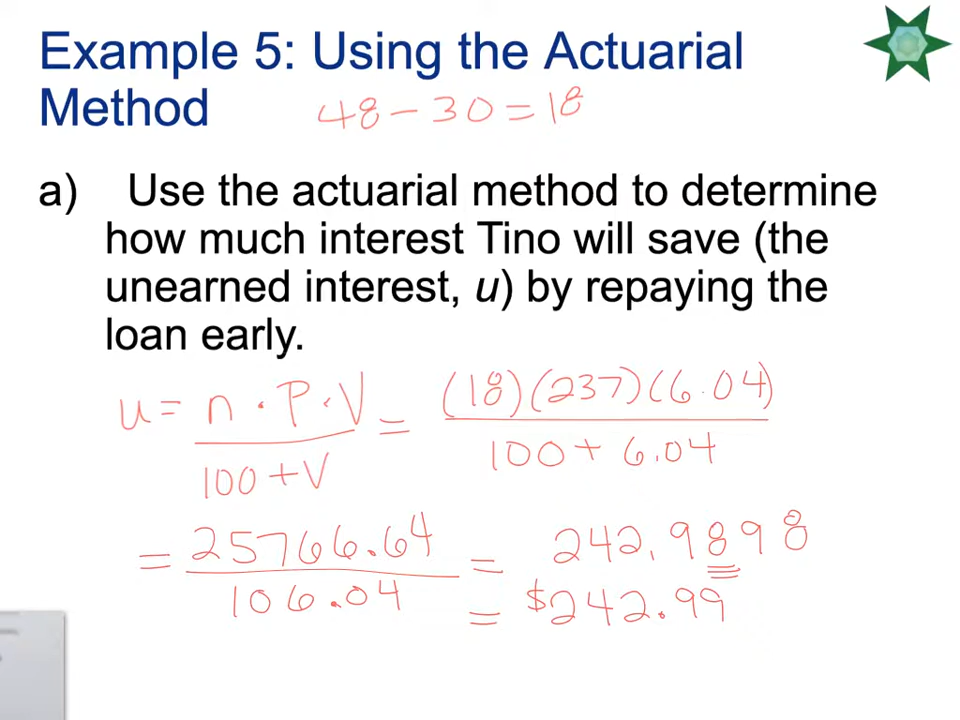 Example 5: Using the Actuarial
Method
48 - 30 = 18
a) Use the actuarial method to determine
how much interest Tino will save (the
unearned interest, u) by repaying the
loan early.
u = n · P · V / 100 + V = (18)(237)(6.04) / 100 + 6.04
= 25766.64 / 106.04 = 242.9898
= $242.99